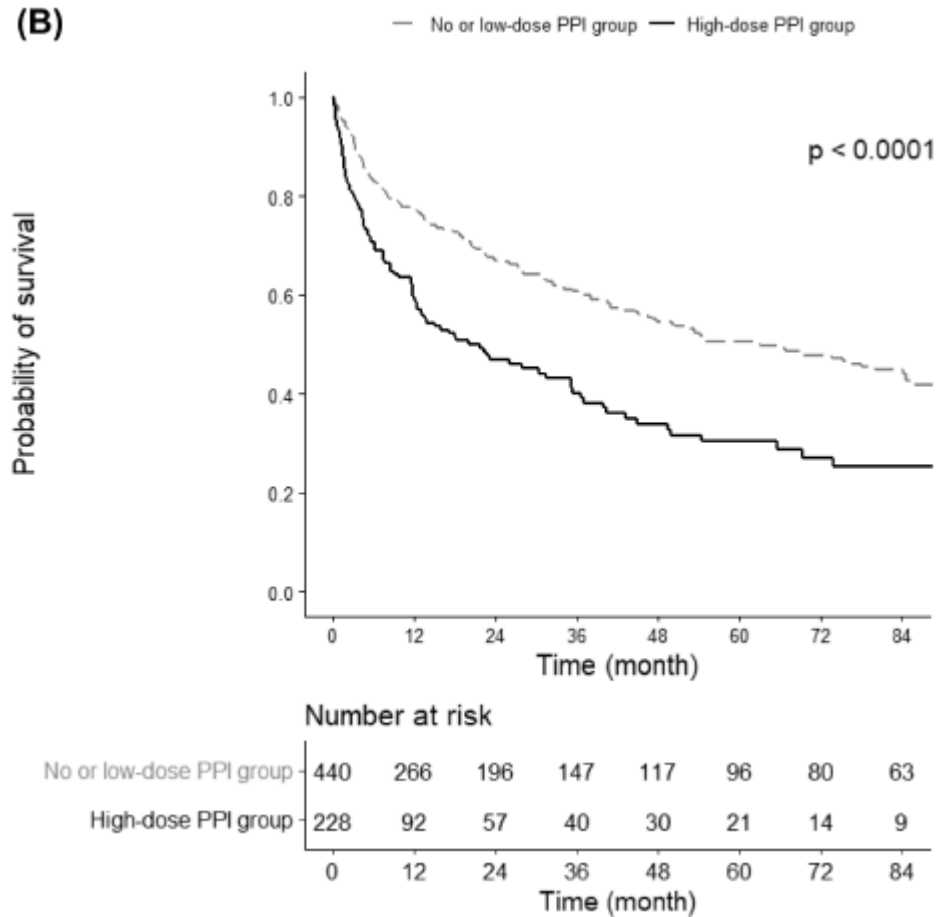 (B)
No or low-dose PPI group High-dose PPI group
p < 0.0001
Probability of survival
1.0
0.8
0.6
0.4
0.2
0.0
0 12 24 36 48 60 72 84
Time (month)
Number at risk
No or low-dose PPI group 440 266 196 147 117 96 80 63
High-dose PPI group 228 92 57 40 30 21 14 9
0 12 24 36 48 60 72 84
Time (month)